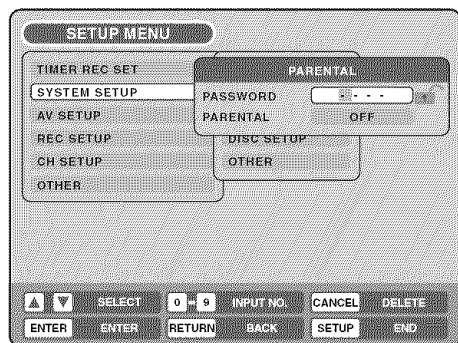 SETUP MENU
TIMER REC SET
SYSTEM SETUP
AV SETUP
REC SETUP
CH SETUP
OTHER
PARENTAL
PASSWORD - - -
PARENTAL OFF
DISC SETUP
OTHER
▲ ▼ SELECT 0 - 9 INPUT NO. CANCEL DELETE
ENTER ENTER RETURN BACK SETUP END